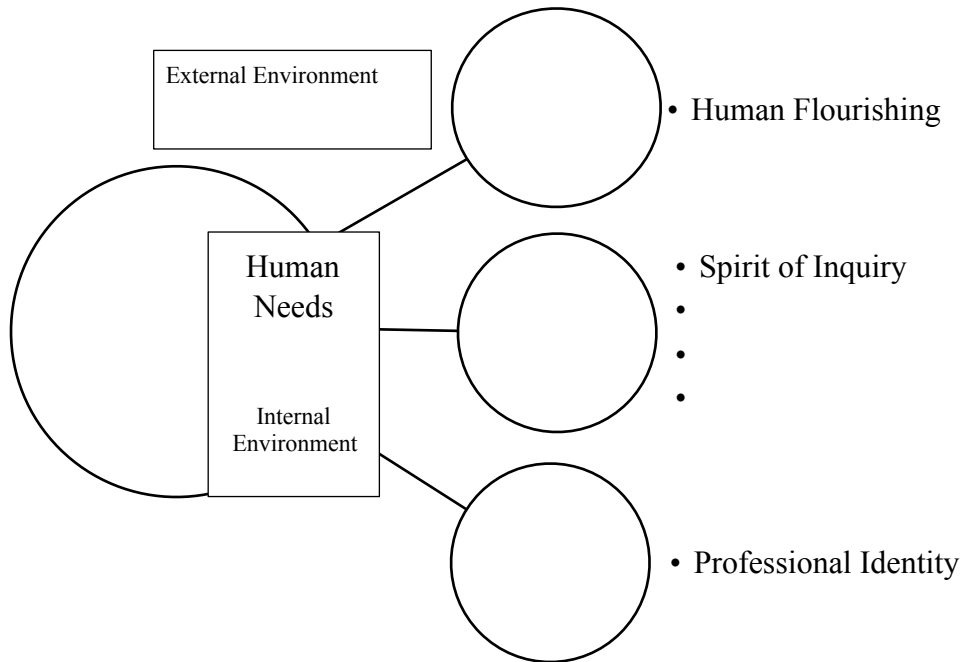 External Environment
• Human Flourishing
Human
Needs
• Spirit of Inquiry
•
•
•
Internal
Environment
• Professional Identity